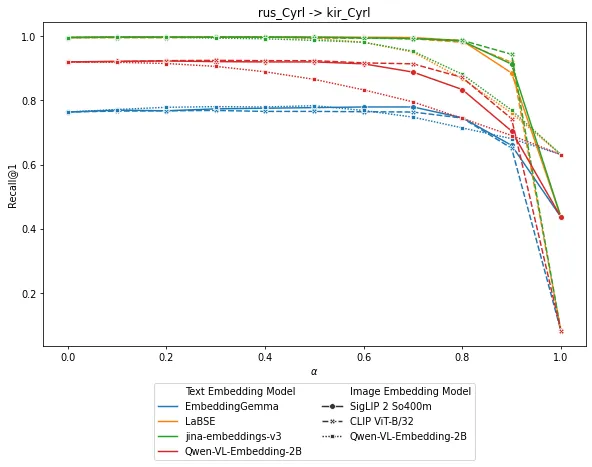 rus_Cyrl -> kir_Cyrl
1.0
0.8
0.6
0.4
0.2
Recall@1
0.0 0.2 0.4 0.6 0.8 1.0
α
Text Embedding Model Image Embedding Model
EmbeddingGemma SigLIP 2 So400m
LaBSE CLIP ViT-B/32
jina-embeddings-v3 Qwen-VL-Embedding-2B
Qwen-VL-Embedding-2B